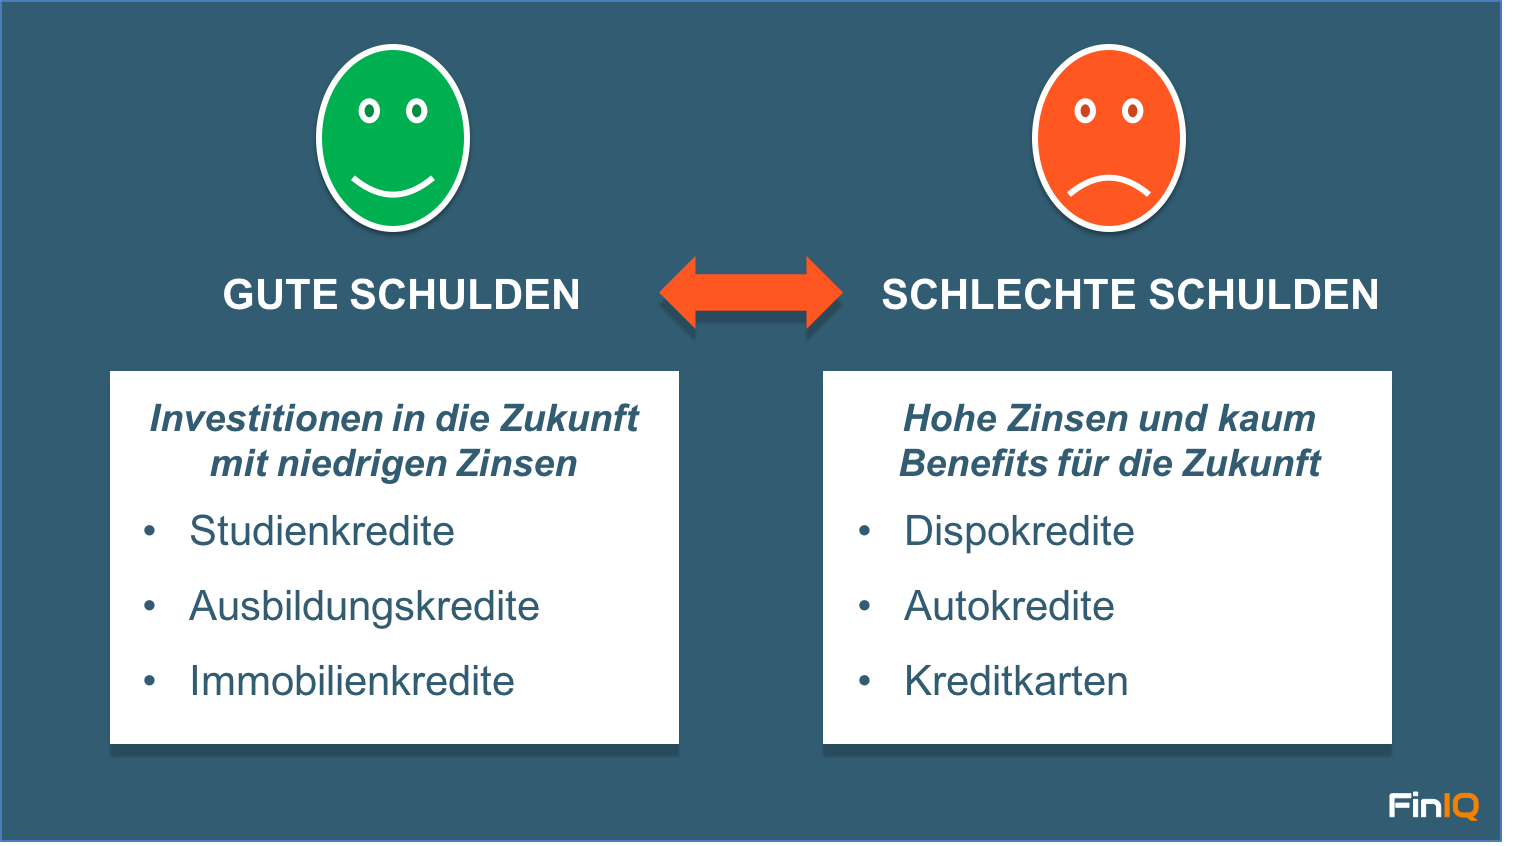 GUTE SCHULDEN
SCHLECHTE SCHULDEN
Investitionen in die Zukunft
mit niedrigen Zinsen
• Studienkredite
• Ausbildungskredite
• Immobilienkredite
Hohe Zinsen und kaum
Benefits für die Zukunft
• Dispokredite
• Autokredite
• Kreditkarten
FinIQ